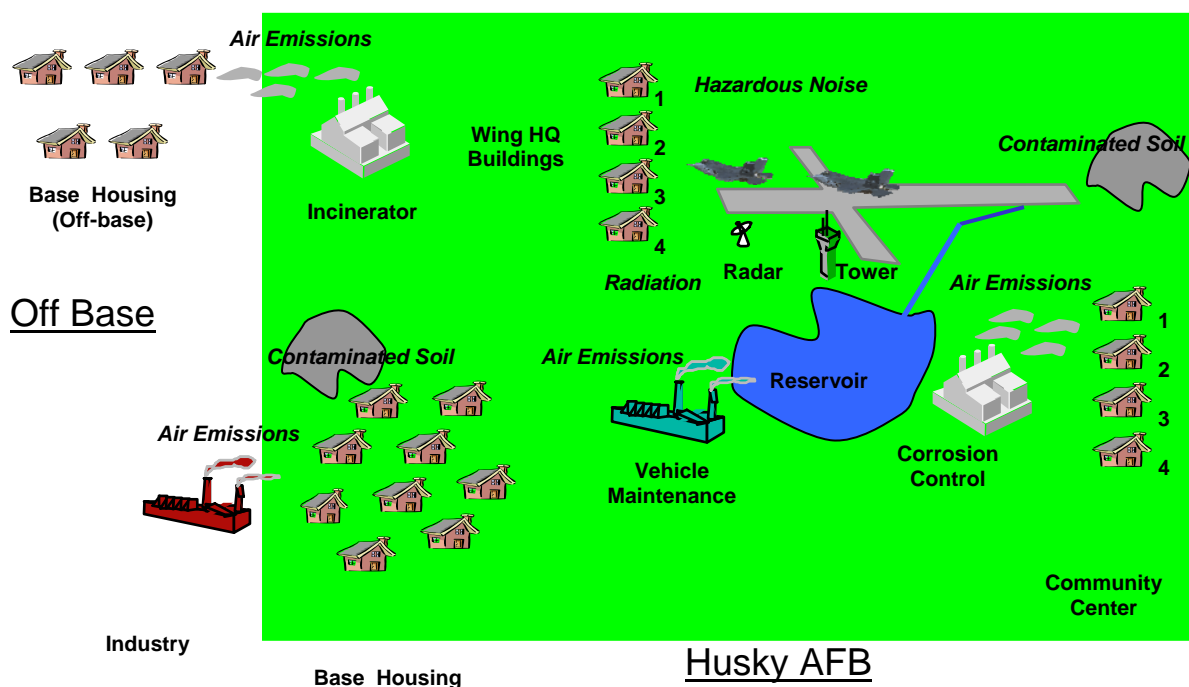 Air Emissions
Base Housing
(Off-base)
Incinerator
Wing HQ
Buildings
1
2
3
4
Hazardous Noise
Contaminated Soil
Radar
Tower
Radiation
Off Base
Contaminated Soil
Air Emissions
Air Emissions
Reservoir
Air Emissions
1
2
3
4
Corrosion
Control
Vehicle
Maintenance
Community
Center
Industry
Base Housing
Husky AFB